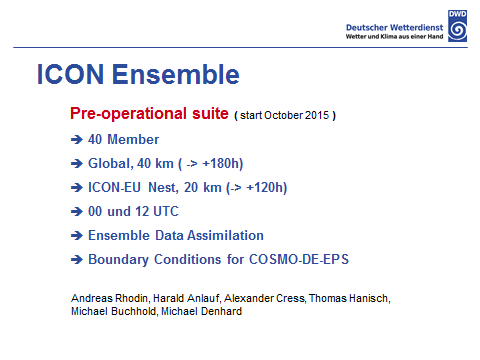 DWD
Deutscher Wetterdienst
Wetter und Klima aus einer Hand
ICON Ensemble
Pre-operational suite ( start October 2015 )
➔ 40 Member
➔ Global, 40 km ( -> +180h)
➔ ICON-EU Nest, 20 km (-> +120h)
➔ 00 und 12 UTC
➔ Ensemble Data Assimilation
➔ Boundary Conditions for COSMO-DE-EPS
Andreas Rhodin, Harald Anlauf, Alexander Cress, Thomas Hanisch,
Michael Buchhold, Michael Denhard